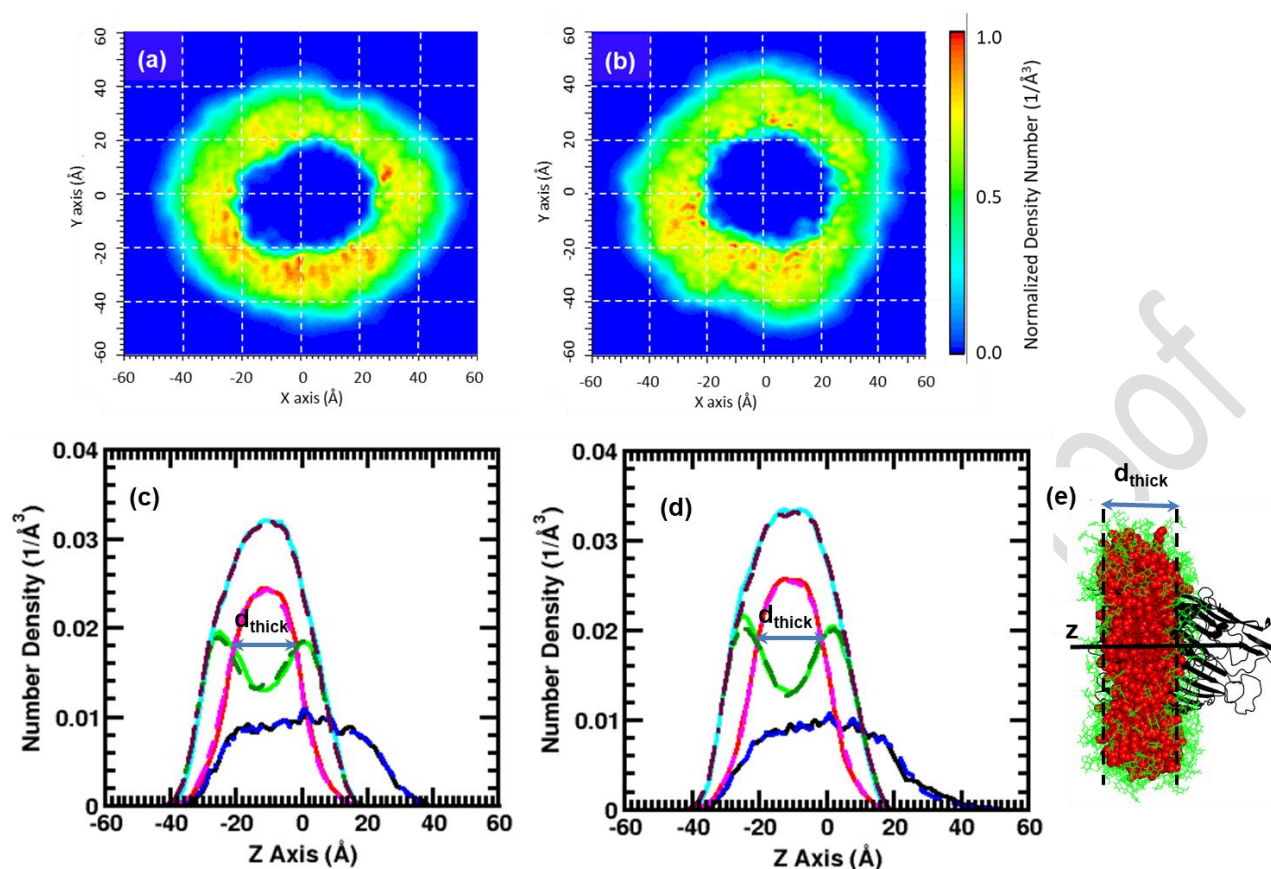 (a)
60
40
20
0
-20
-40
-60
Y axis (Å)
-60 -40 -20 0 20 40 60
X axis (Å)
(b)
60
40
20
0
-20
-40
-60
Y axis (Å)
-60 -40 -20 0 20 40 60
X axis (Å)
1.0
0.5
0.0
Normalized Density Number (1/Å³)
(c)
0.04
0.03
0.02
0.01
0
Number Density (1/Å³)
dthick
-60 -40 -20 0 20 40 60
Z Axis (Å)
(d)
0.04
0.03
0.02
0.01
0
Number Density (1/Å³)
dthick
-60 -40 -20 0 20 40 60
Z Axis (Å)
(e)
dthick
Z